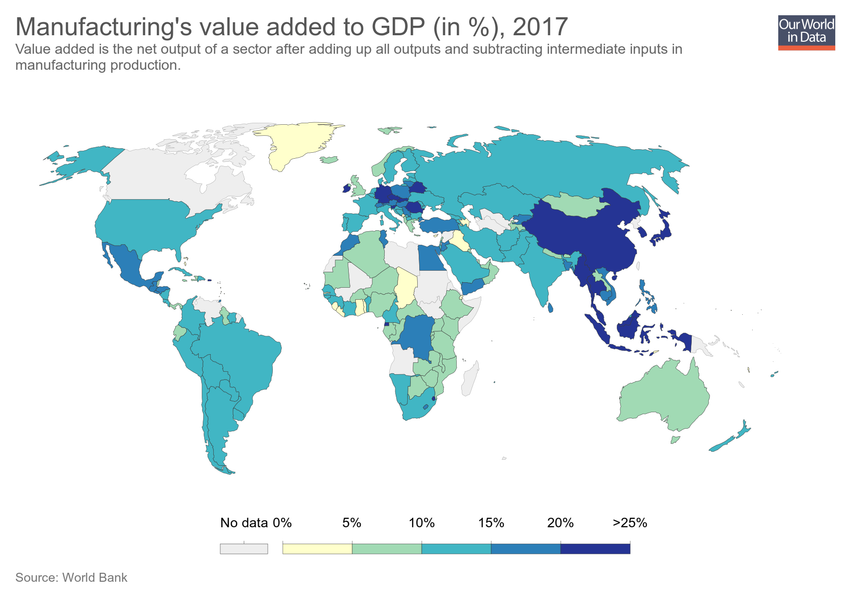 Manufacturing's value added to GDP (in %), 2017
Our World
in Data
Value added is the net output of a sector after adding up all outputs and subtracting intermediate inputs in
manufacturing production.
No data 0% 5% 10% 15% 20% >25%
Source: World Bank